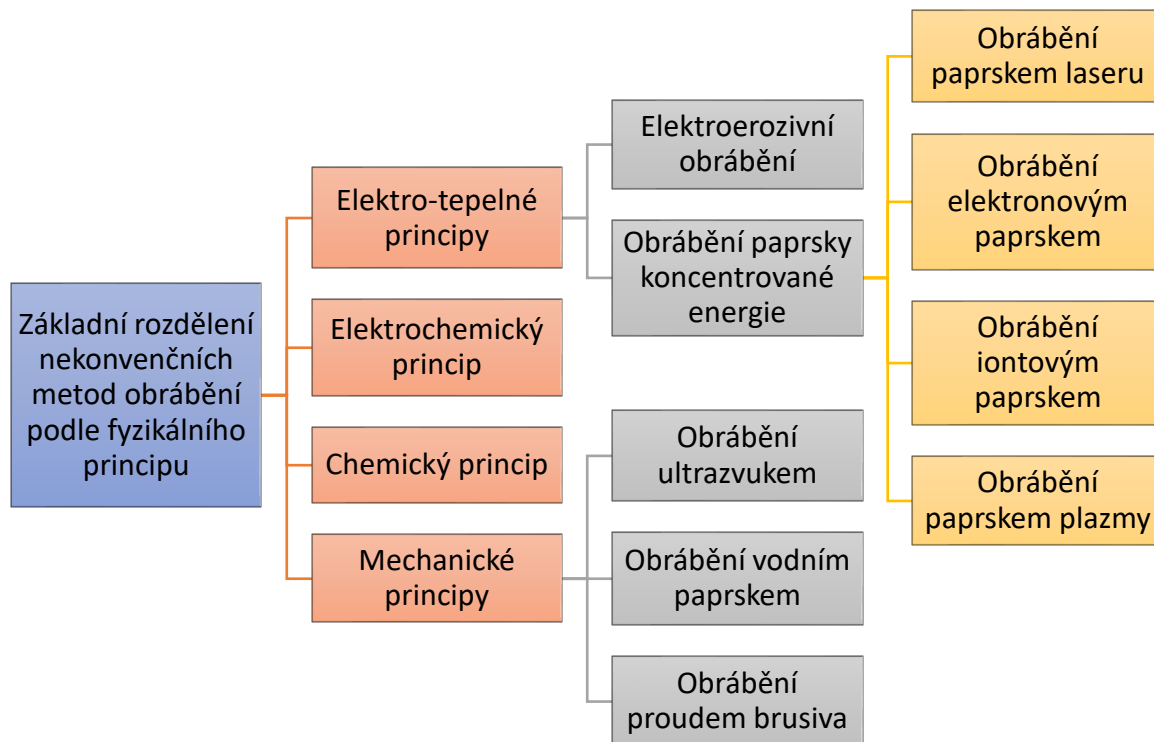 Základní rozdělení
nekonvenčních
metod obrábění
podle fyzikálního
principu
Elektro-tepelné
principy
Elektrochemický
princip
Chemický princip
Mechanické
principy
Elektroerozivní
obrábění
Obrábění paprsky
koncentrované
energie
Obrábění
ultrazvukem
Obrábění vodním
paprskem
Obrábění
proudem brusiva
Obrábění
paprskem laseru
Obrábění
elektronovým
paprskem
Obrábění
iontovým
paprskem
Obrábění
paprskem plazmy